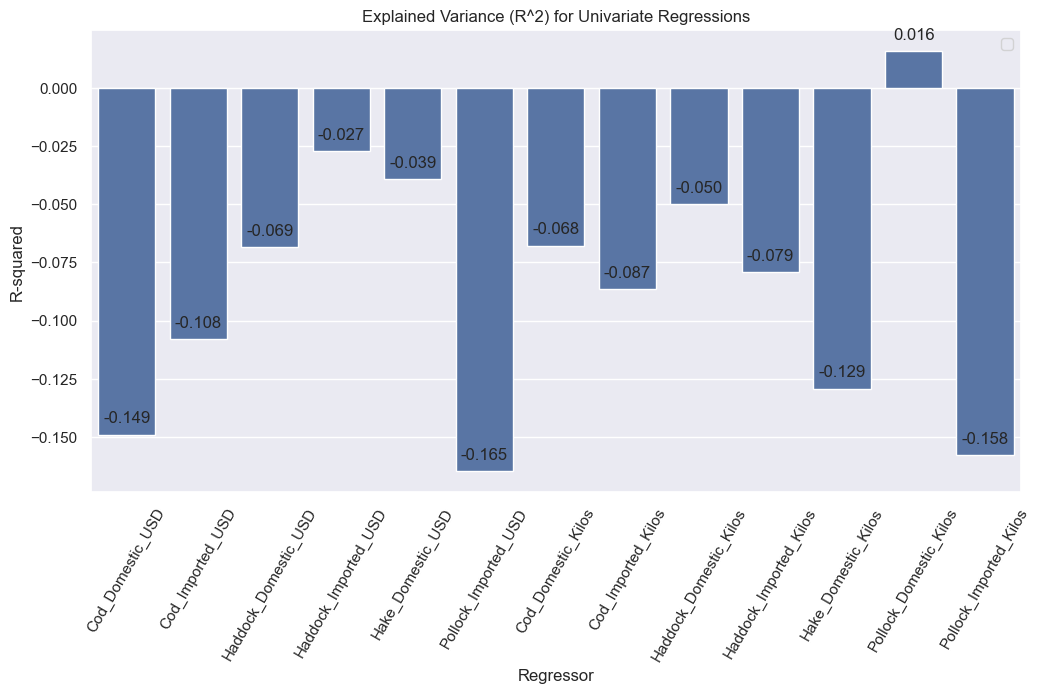 Explained Variance (R^2) for Univariate Regressions
R-squared
0.000
−0.025
−0.050
−0.075
−0.100
−0.125
−0.150
-0.149
-0.108
-0.069
-0.027
-0.039
-0.165
-0.068
-0.087
-0.050
-0.079
-0.129
0.016
-0.158
Cod_Domestic_USD
Cod_Imported_USD
Haddock_Domestic_USD
Haddock_Imported_USD
Hake_Domestic_USD
Pollock_Imported_USD
Cod_Domestic_Kilos
Cod_Imported_Kilos
Haddock_Domestic_Kilos
Haddock_Imported_Kilos
Hake_Domestic_Kilos
Pollock_Domestic_Kilos
Pollock_Imported_Kilos
Regressor